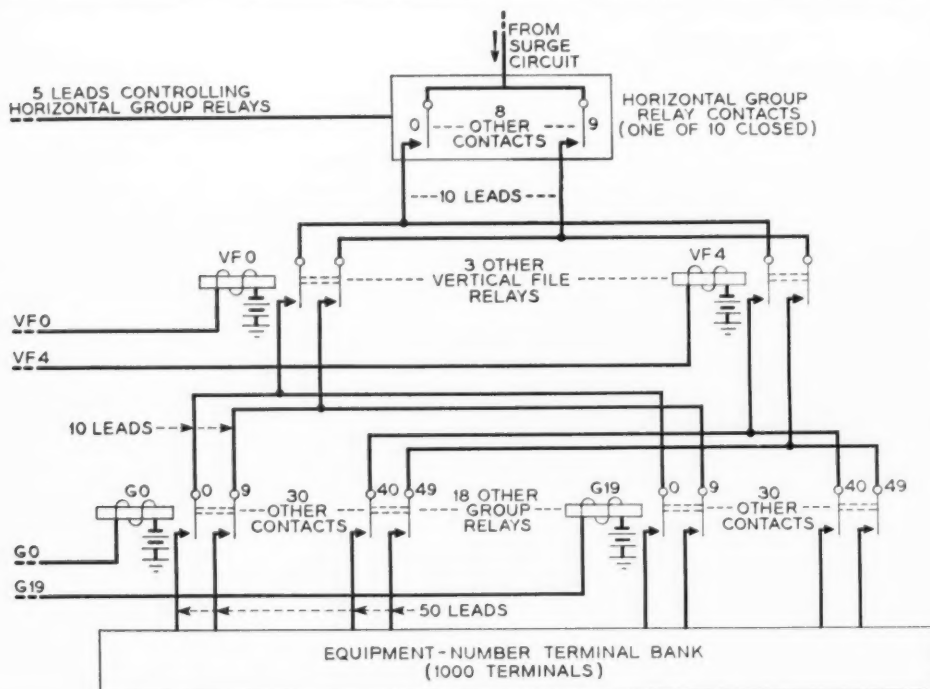 FROM
SURGE
CIRCUIT
5 LEADS CONTROLLING
HORIZONTAL GROUP RELAYS
HORIZONTAL GROUP
RELAY CONTACTS
(ONE OF 10 CLOSED)
0
8
OTHER
CONTACTS
9
10 LEADS
VF0
3 OTHER
VERTICAL FILE
RELAYS
VF4
VF0
VF4
10 LEADS
G0
0
9
30
OTHER
CONTACTS
40
49
18 OTHER
GROUP
RELAYS
G19
0
9
30
OTHER
CONTACTS
40
49
G0
G19
50 LEADS
EQUIPMENT-NUMBER TERMINAL BANK
(1000 TERMINALS)